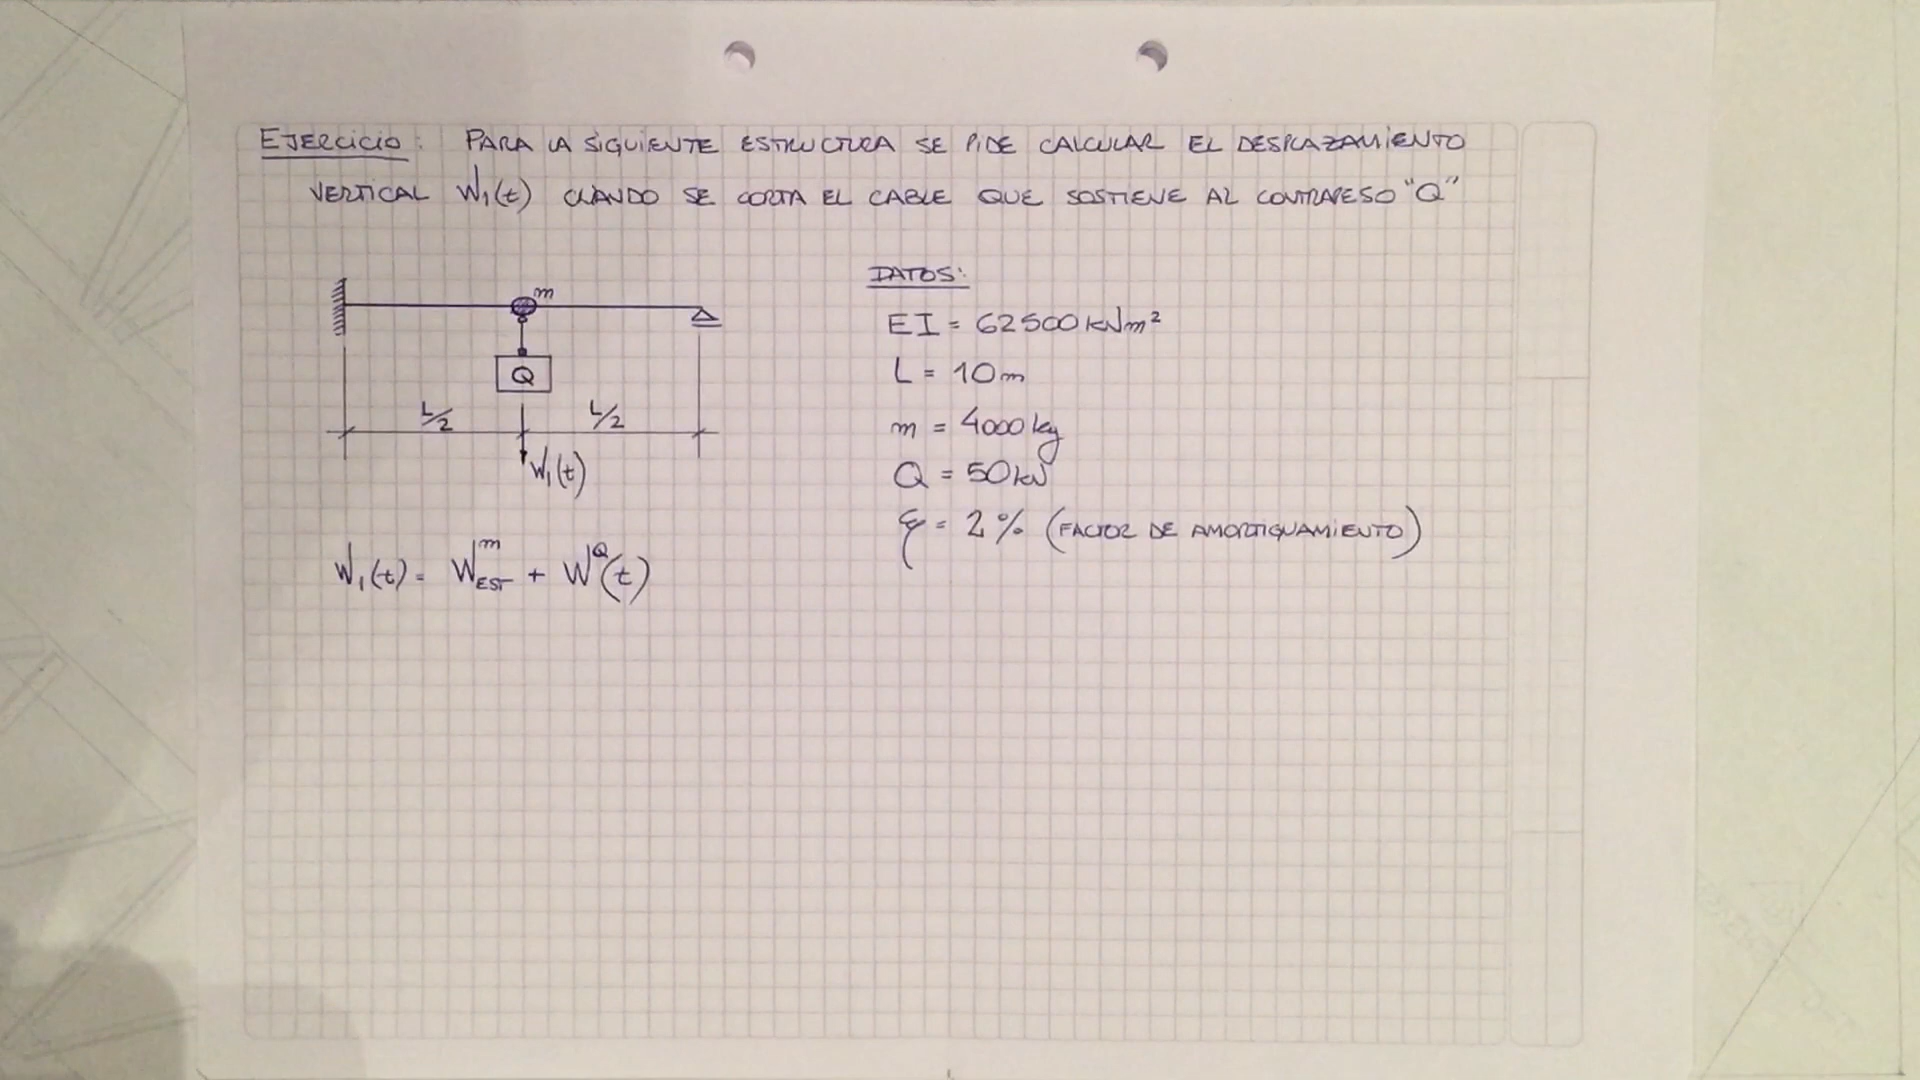 EJERCICIO: PARA LA SIGUIENTE ESTRUCTURA SE PIDE CALCULAR EL DESPLAZAMIENTO
VERTICAL W₁(t) CUANDO SE CORTA EL CABLE QUE SOSTIENE AL CONTRAPESO "Q"
DATOS:
m
EI = 62500 kNm²
Q
L = 10 m
L/2 L/2
m = 4000 kg
W₁(t)
Q = 50 kN
ξ = 2 % (FACTOR DE AMORTIGUAMIENTO)
W₁(t) = W_EST^m + W^Q(t)